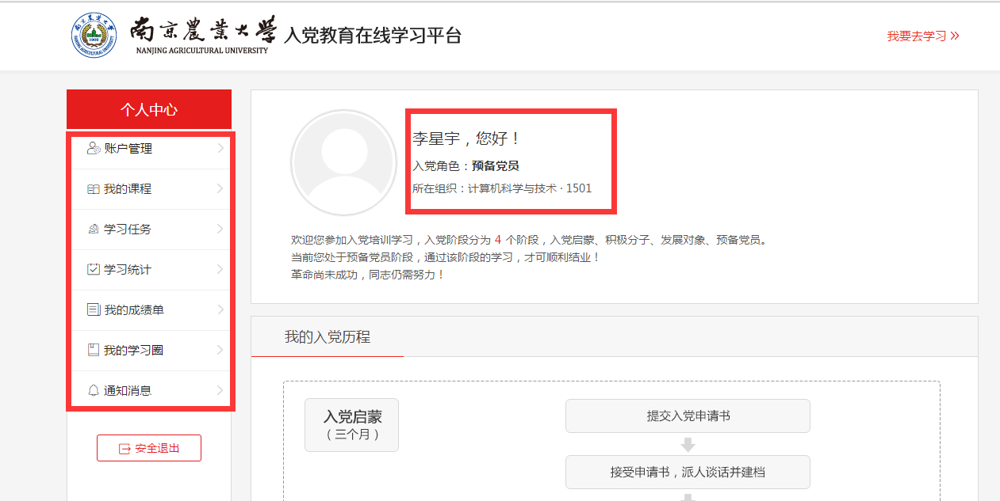 南京農業大學
NANJING AGRICULTURAL UNIVERSITY
入党教育在线学习平台
我要去学习
个人中心
账户管理
我的课程
学习任务
学习统计
我的成绩单
我的学习圈
通知消息
安全退出
李星宇，您好！
入党角色：预备党员
所在组织：计算机科学与技术 · 1501
欢迎您参加入党培训学习，入党阶段分为 4 个阶段，入党启蒙、积极分子、发展对象、预备党员。
当前您处于预备党员阶段，通过该阶段的学习，才可顺利结业！
革命尚未成功，同志仍需努力！
我的入党历程
入党启蒙
（三个月）
提交入党申请书
接受申请书，派人谈话并建档